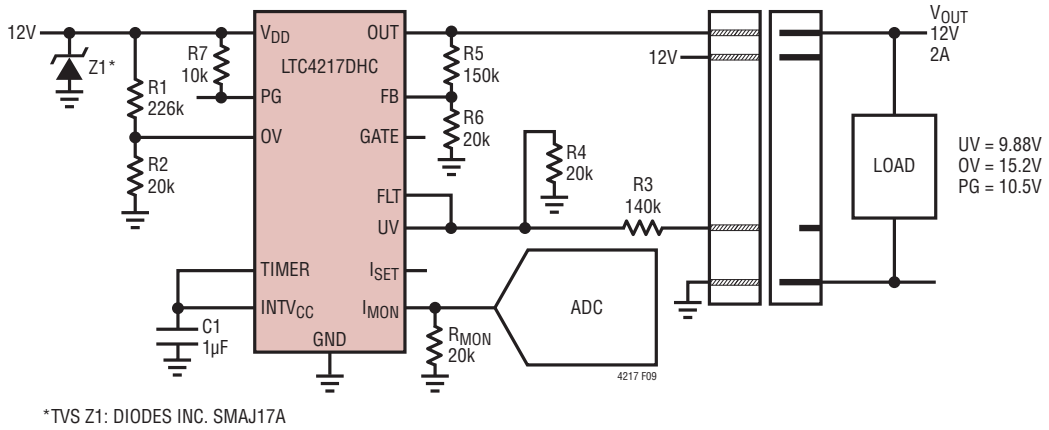 12V
Z1*
R1
226k
R2
20k
R7
10k
VDD
PG
OV
TIMER
INTVCC
C1
1µF
LTC4217DHC
GND
OUT
FB
GATE
FLT
UV
ISET
IMON
R5
150k
R6
20k
R4
20k
R3
140k
RMON
20k
ADC
12V
LOAD
VOUT
12V
2A
UV = 9.88V
OV = 15.2V
PG = 10.5V
4217 F09
*TVS Z1: DIODES INC. SMAJ17A